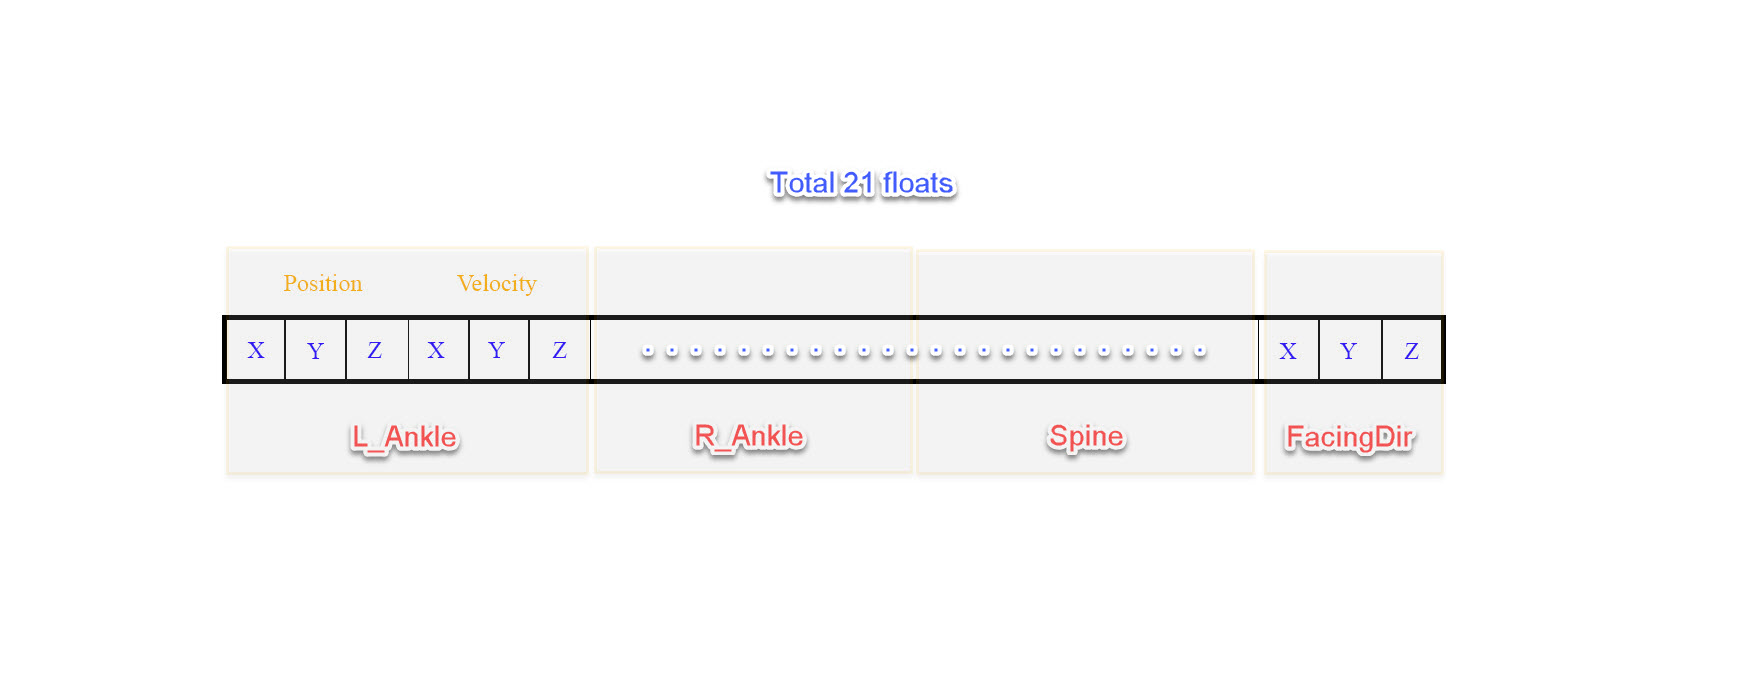 Total 21 floats
Position Velocity
X Y Z X Y Z X Y Z
L_Ankle R_Ankle Spine FacingDir